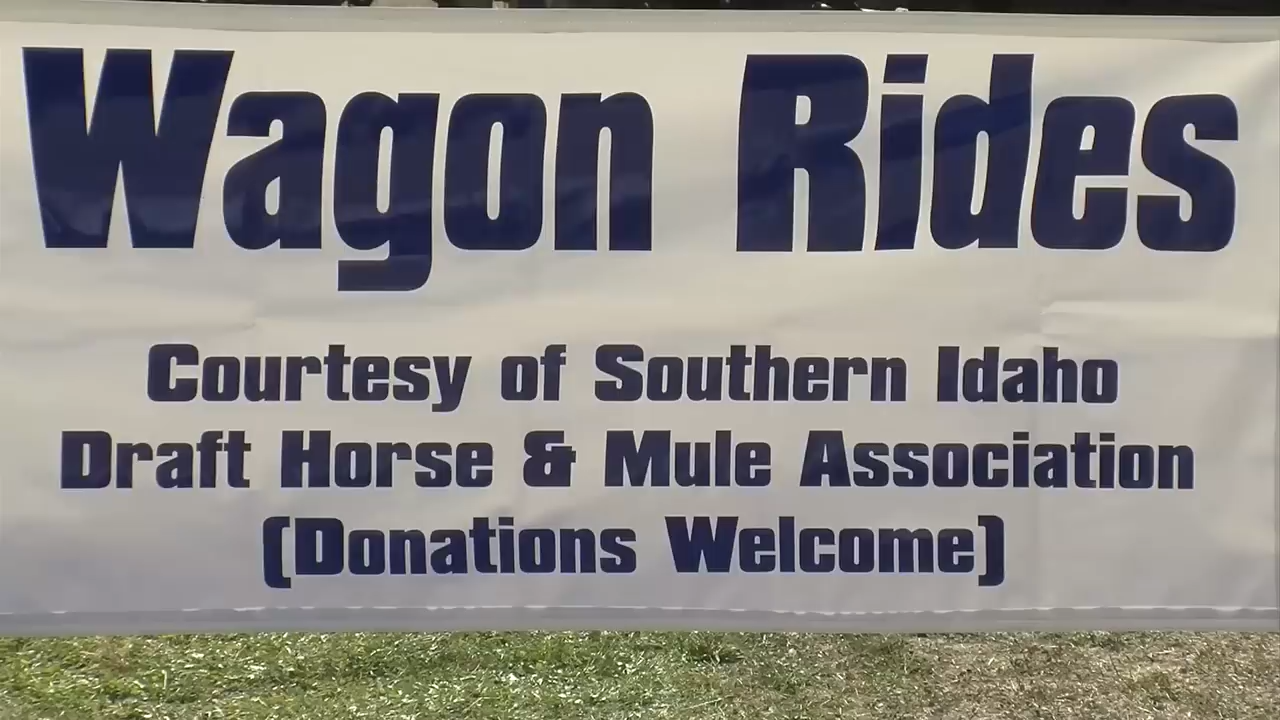 Wagon Rides
Courtesy of Southern Idaho
Draft Horse & Mule Association
(Donations Welcome)